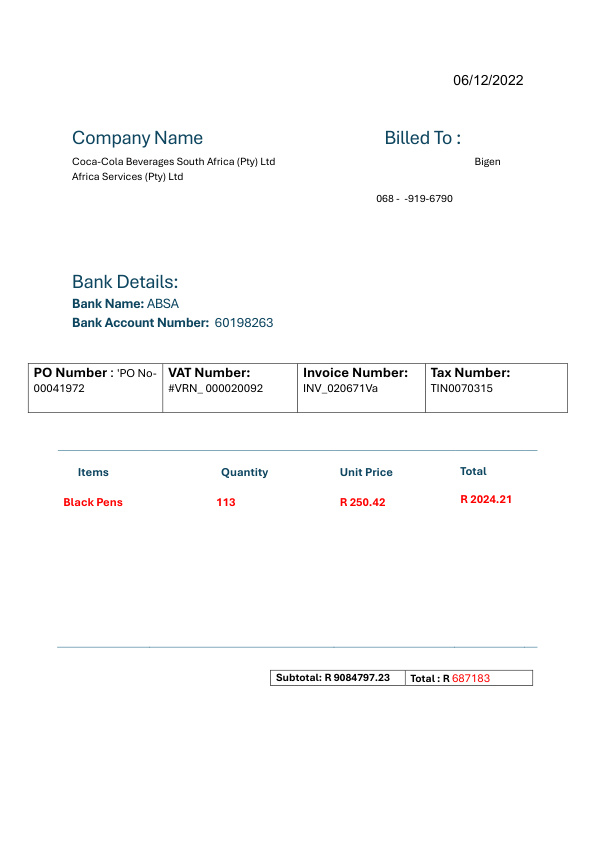 06/12/2022
Company Name
Billed To :
Coca-Cola Beverages South Africa (Pty) Ltd
Bigen
Africa Services (Pty) Ltd
068 - -919-6790
Bank Details:
Bank Name: ABSA
Bank Account Number: 60198263
PO Number : 'PO No-00041972
VAT Number: #VRN_ 000020092
Invoice Number: INV_020671Va
Tax Number: TIN0070315
Items Quantity Unit Price Total
Black Pens 113 R 250.42 R 2024.21
Subtotal: R 9084797.23 Total : R 687183